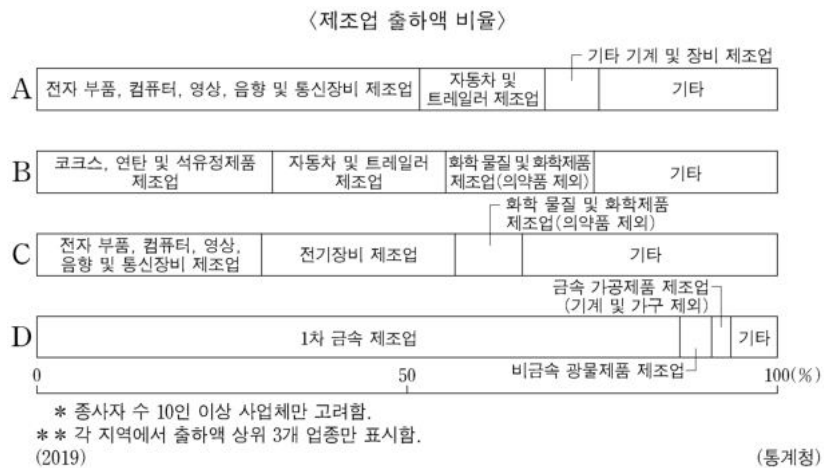 〈제조업 출하액 비율〉
기타 기계 및 장비 제조업
A
전자 부품, 컴퓨터, 영상, 음향 및 통신장비 제조업
자동차 및
트레일러 제조업
기타
B
코크스, 연탄 및 석유정제품
제조업
자동차 및 트레일러
제조업
화학 물질 및 화학제품
제조업(의약품 제외)
기타
화학 물질 및 화학제품
제조업(의약품 제외)
C
전자 부품, 컴퓨터, 영상,
음향 및 통신장비 제조업
전기장비 제조업
기타
금속 가공제품 제조업
(기계 및 가구 제외)
D
1차 금속 제조업
기타
비금속 광물제품 제조업
0 50 100(%)
* 종사자 수 10인 이상 사업체만 고려함.
** 각 지역에서 출하액 상위 3개 업종만 표시함.
(2019) (통계청)